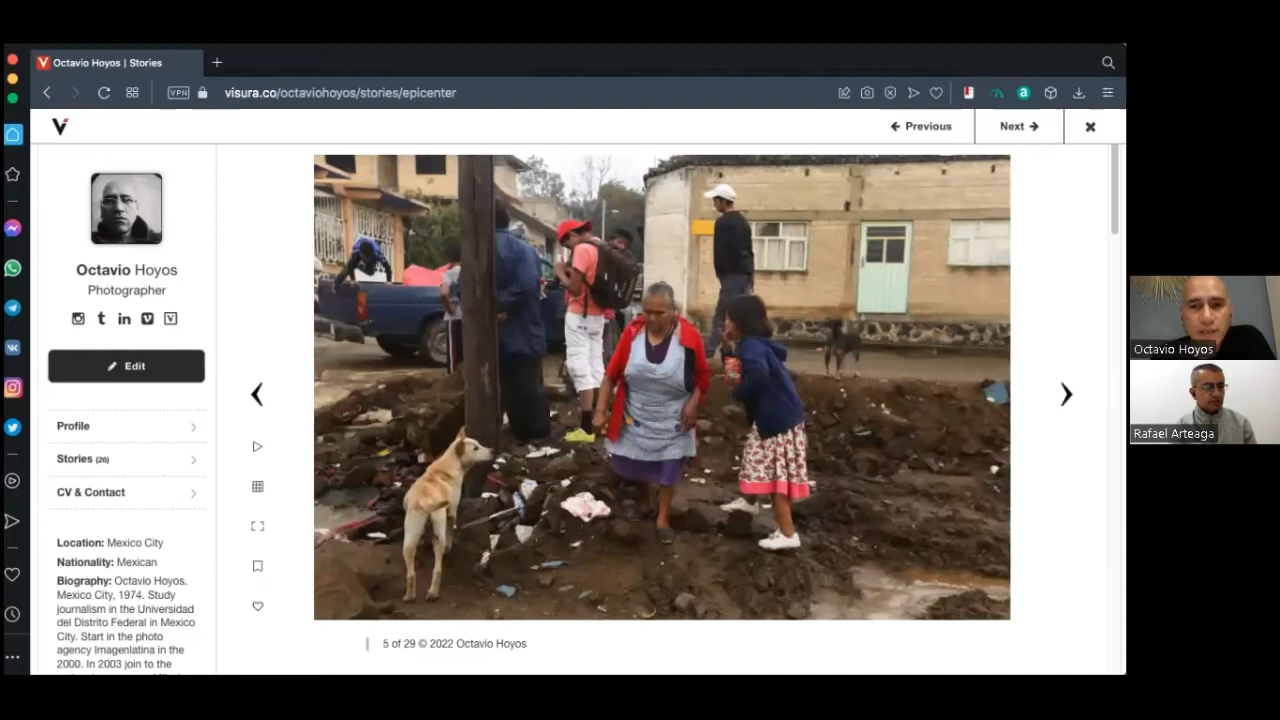 Octavio Hoyos | Stories
VPN
visura.co/octaviohoyos/stories/epicenter
Previous
Next
Octavio Hoyos
Photographer
Edit
Profile
Stories (26)
CV & Contact
Location: Mexico City
Nationality: Mexican
Biography: Octavio Hoyos.
Mexico City, 1974. Study
journalism in the Universidad
del Distrito Federal in Mexico
City. Start in the photo
agency Imagenlatina in the
2000. In 2003 join to the
5 of 29 © 2022 Octavio Hoyos
Octavio Hoyos
Rafael Arteaga